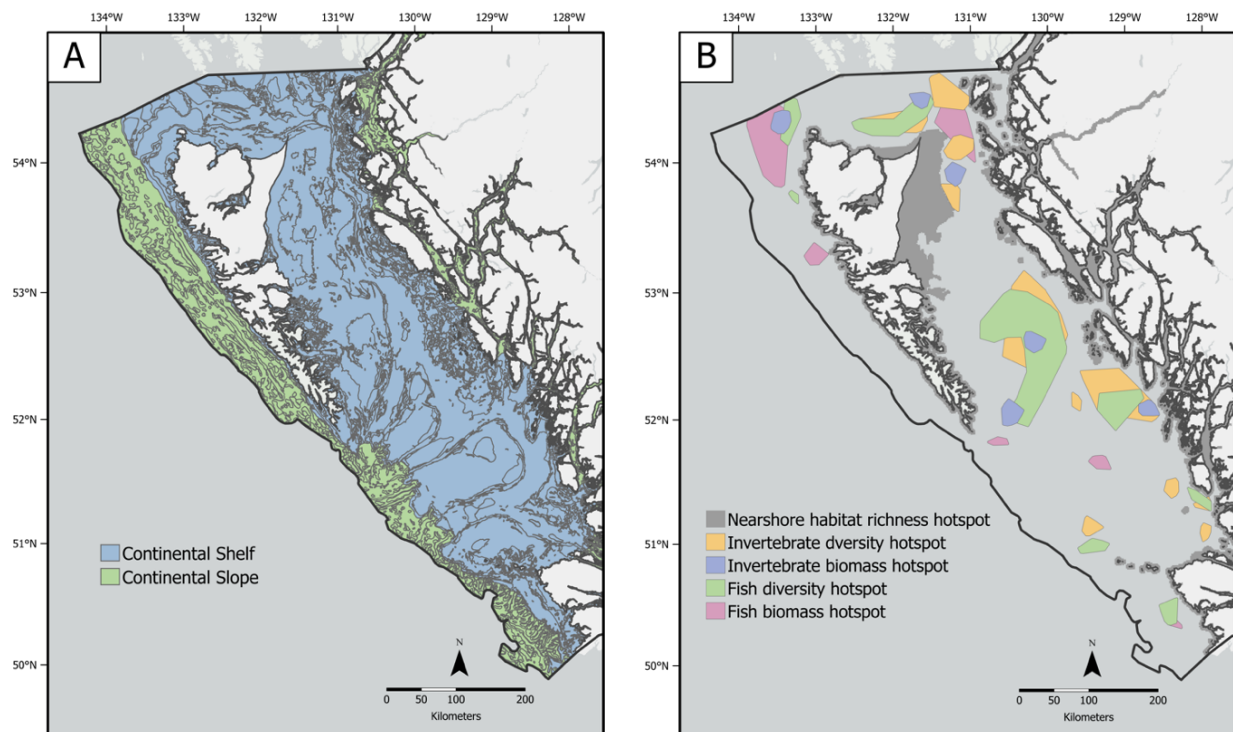 134°W 133°W 132°W 131°W 130°W 129°W 128°W
A
54°N
53°N
52°N
51°N
50°N
Continental Shelf
Continental Slope
N
0 50 100 200
Kilometers
134°W 133°W 132°W 131°W 130°W 129°W 128°W
B
54°N
53°N
52°N
51°N
50°N
Nearshore habitat richness hotspot
Invertebrate dversity hotspot
Invertebrate biomass hotspot
Fish diversity hotspot
Fish biomass hotspot
N
0 50 100 200
Kilometers